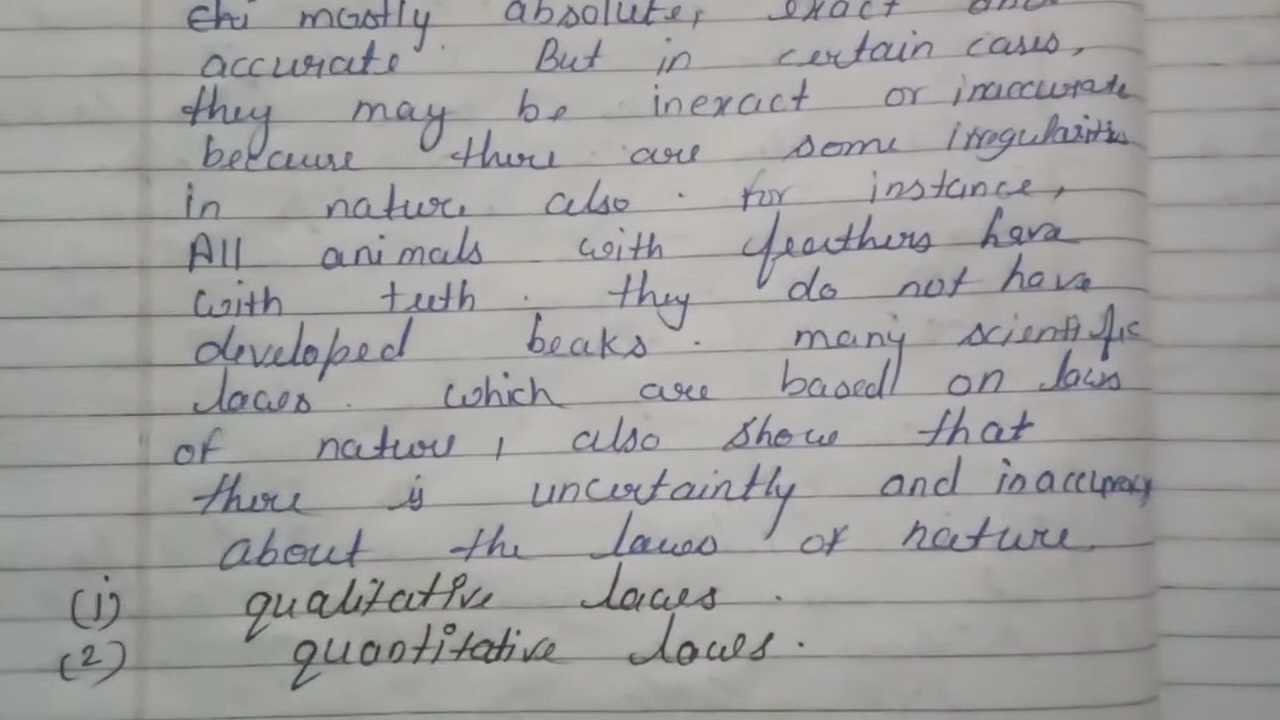 mostly absolute, exact and
accurate. But in certain cases,
they may be inexact or inaccurate
because there are some irregularities
in nature also. for instance,
All animals with feathers have
with teeth. they do not have
developed beaks. many scientific
laws. which are based on laws
of nature, also show that
there is uncertaintly and inaccuracy
about the laws of nature.
(1) qualitative laws.
(2) quantitative laws.